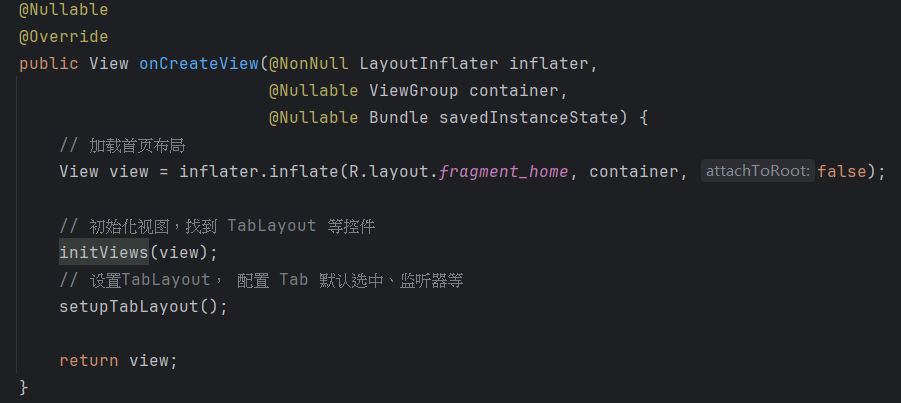 @Nullable
@Override
public View onCreateView(@NonNull LayoutInflater inflater,
@Nullable ViewGroup container,
@Nullable Bundle savedInstanceState) {
// 加载首页布局
View view = inflater.inflate(R.layout.fragment_home, container, attachToRoot: false);
// 初始化视图，找到 TabLayout 等控件
initViews(view);
// 设置TabLayout， 配置 Tab 默认选中、监听器等
setupTabLayout();
return view;
}